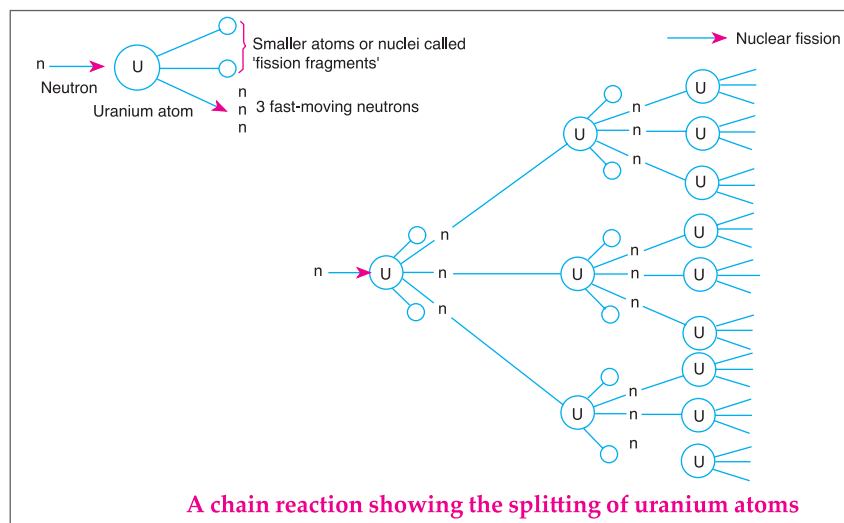 n
Neutron
U
Uranium atom
Smaller atoms or nuclei called
'fission fragments'
n
n 3 fast-moving neutrons
n
Nuclear fission
n
U
n
n
n
U
n
n
n
U
U
U
U
n
n
n
U
U
U
U
n
n
n
U
U
U
A chain reaction showing the splitting of uranium atoms